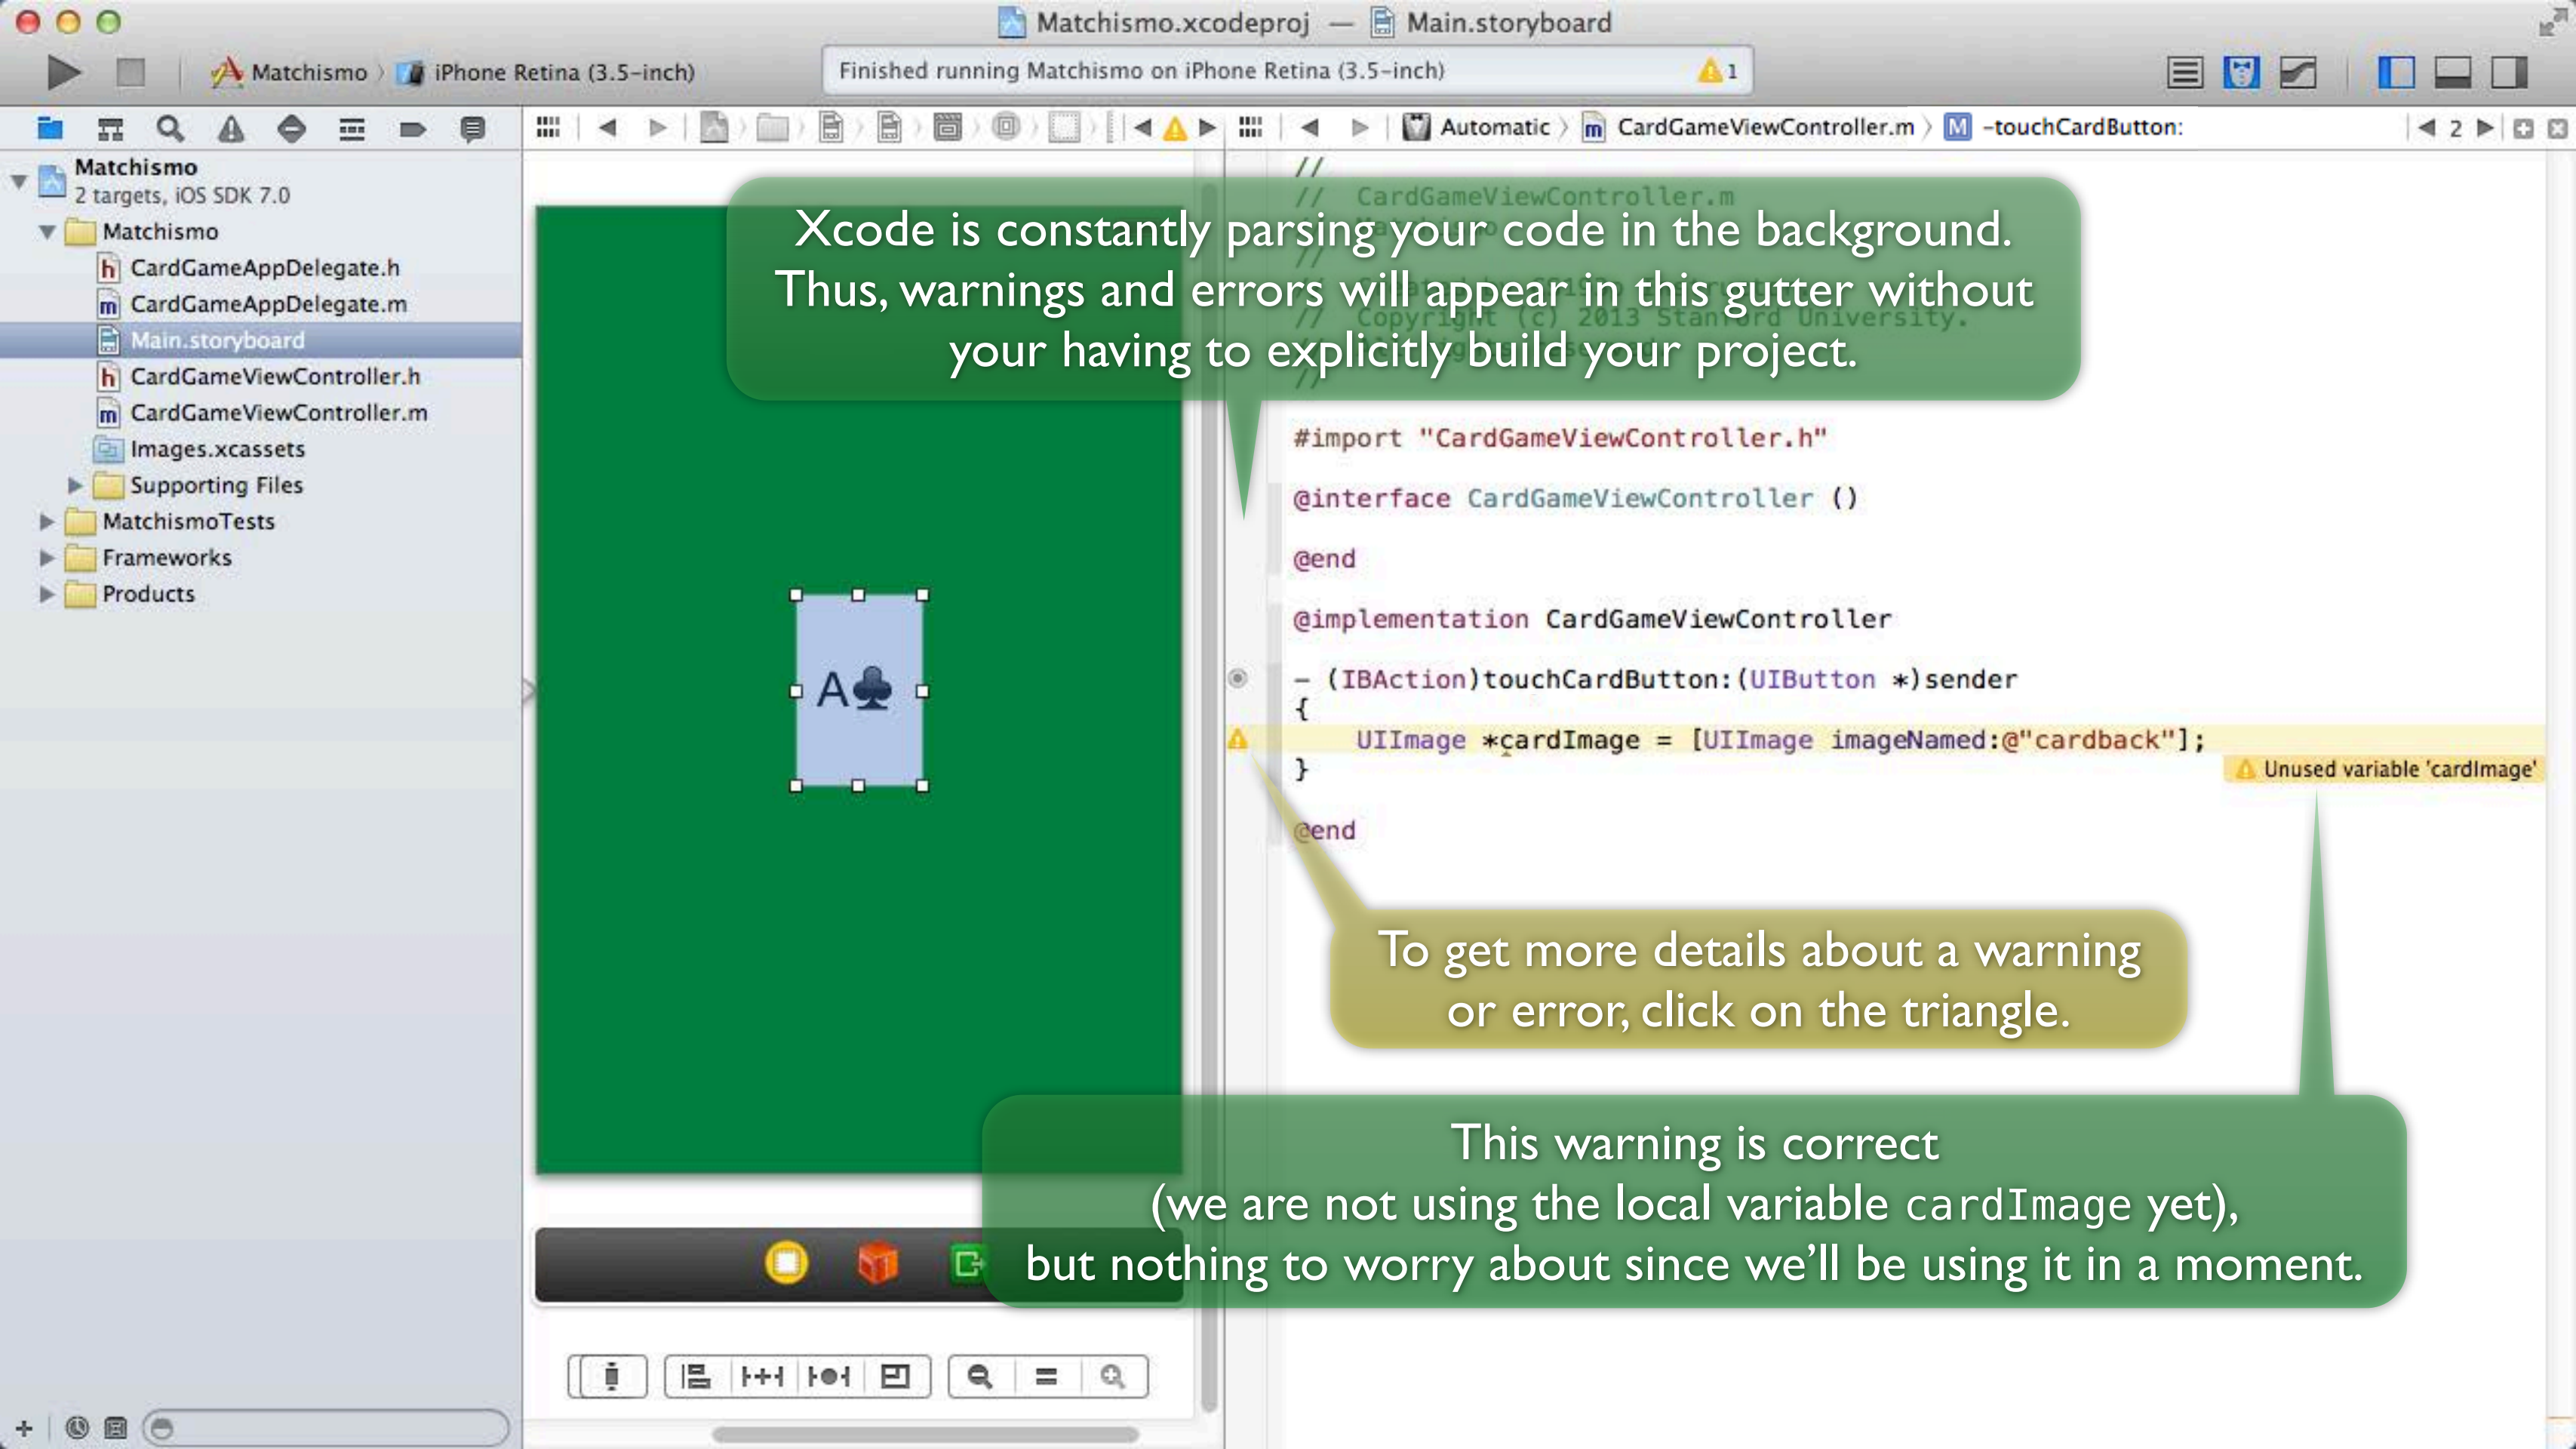 Matchismo.xcodeproj — Main.storyboard
Matchismo iPhone Retina (3.5-inch)
Finished running Matchismo on iPhone Retina (3.5-inch)
1
Automatic CardGameViewController.m M -touchCardButton:
2
Matchismo
2 targets, iOS SDK 7.0
Matchismo
h CardGameAppDelegate.h
m CardGameAppDelegate.m
Main.storyboard
h CardGameViewController.h
m CardGameViewController.m
Images.xcassets
Supporting Files
MatchismoTests
Frameworks
Products
A♣
//
// CardGameViewController.m
//
// Copyright (c) 2013 Stanford University.
//
Xcode is constantly parsing your code in the background.
Thus, warnings and errors will appear in this gutter without
your having to explicitly build your project.
#import "CardGameViewController.h"
@interface CardGameViewController ()
@end
@implementation CardGameViewController
- (IBAction)touchCardButton:(UIButton *)sender
{
UIImage *cardImage = [UIImage imageNamed:@"cardback"];
}
Unused variable 'cardImage'
@end
To get more details about a warning
or error, click on the triangle.
This warning is correct
(we are not using the local variable cardImage yet),
but nothing to worry about since we’ll be using it in a moment.